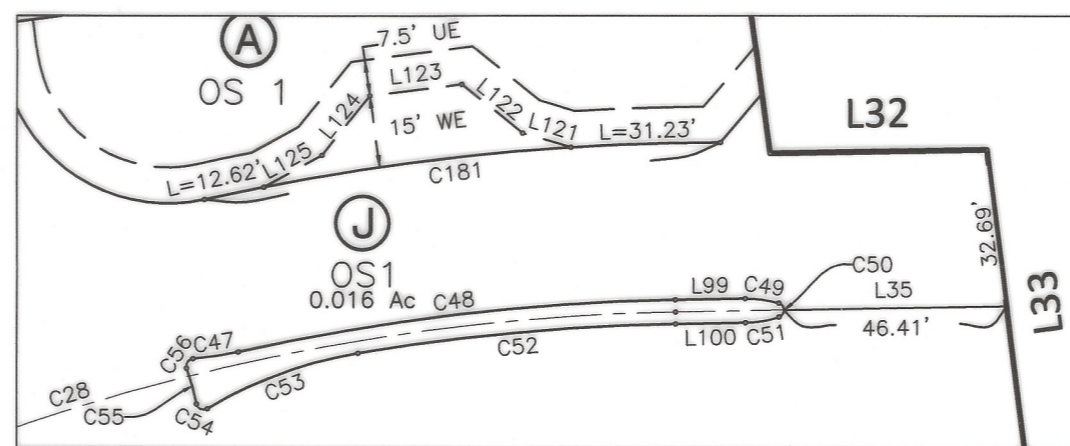 A
OS 1
7.5' UE
L123
L124
15' WE
L122
L121
L=31.23'
L32
L=12.62'
L125
C181
J
OS1
0.016 Ac
C48
L99
C49
C50
L35
32.69'
L33
46.41'
C51
L100
C52
C47
C56
C53
C28
C55
C54